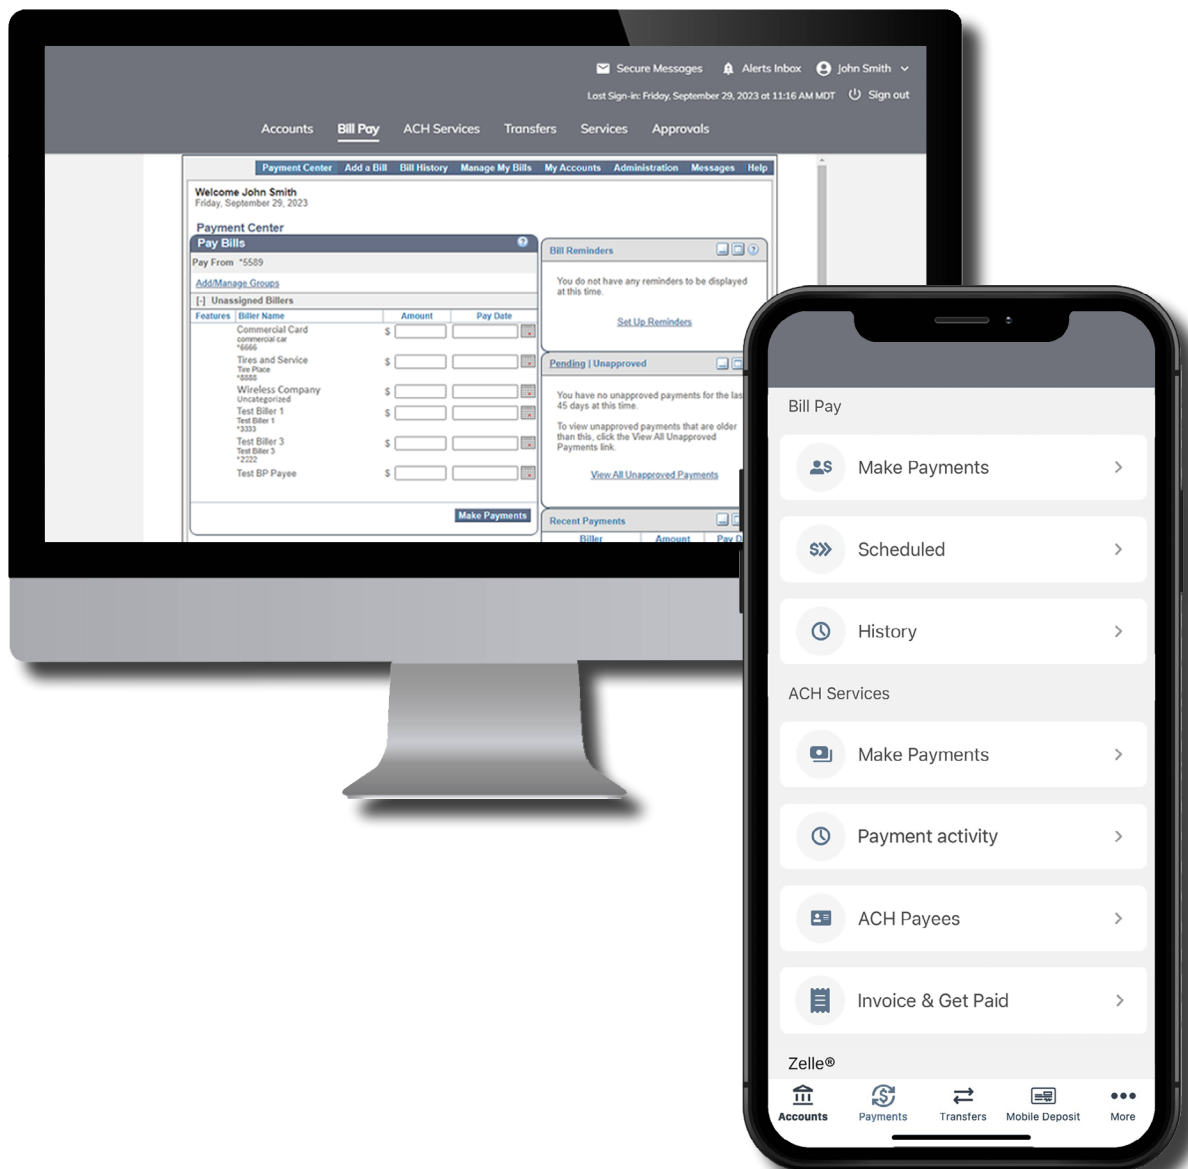 Secure Messages Alerts Inbox John Smith
Last Sign-in: Friday, September 29, 2023 at 11:16 AM MDT Sign out
Accounts Bill Pay ACH Services Transfers Services Approvals
Payment Center Add a Bill Bill History Manage My Bills My Accounts Administration Messages Help
Welcome John Smith
Friday, September 29, 2023
Payment Center
Pay Bills ?
Pay From *5589
Add/Manage Groups
[-] Unassigned Billers
Features Biller Name Amount Pay Date
Commercial Card $
commercial car
*6666
Tires and Service $
Tire Place
*8888
Wireless Company $
Uncategorized
Test Biller 1 $
Test Biller 1
*3333
Test Biller 3 $
Test Biller 3
*2222
Test BP Payee $
Make Payments
Bill Reminders ?
You do not have any reminders to be displayed
at this time.
Set Up Reminders
Pending | Unapproved
You have no unapproved payments for the las
45 days at this time.
To view unapproved payments that are older
than this, click the View All Unapproved
Payments link.
View All Unapproved Payments
Recent Payments
Biller Amount Pay D
Bill Pay
Make Payments
Scheduled
History
ACH Services
Make Payments
Payment activity
ACH Payees
Invoice & Get Paid
Zelle®
Accounts Payments Transfers Mobile Deposit More